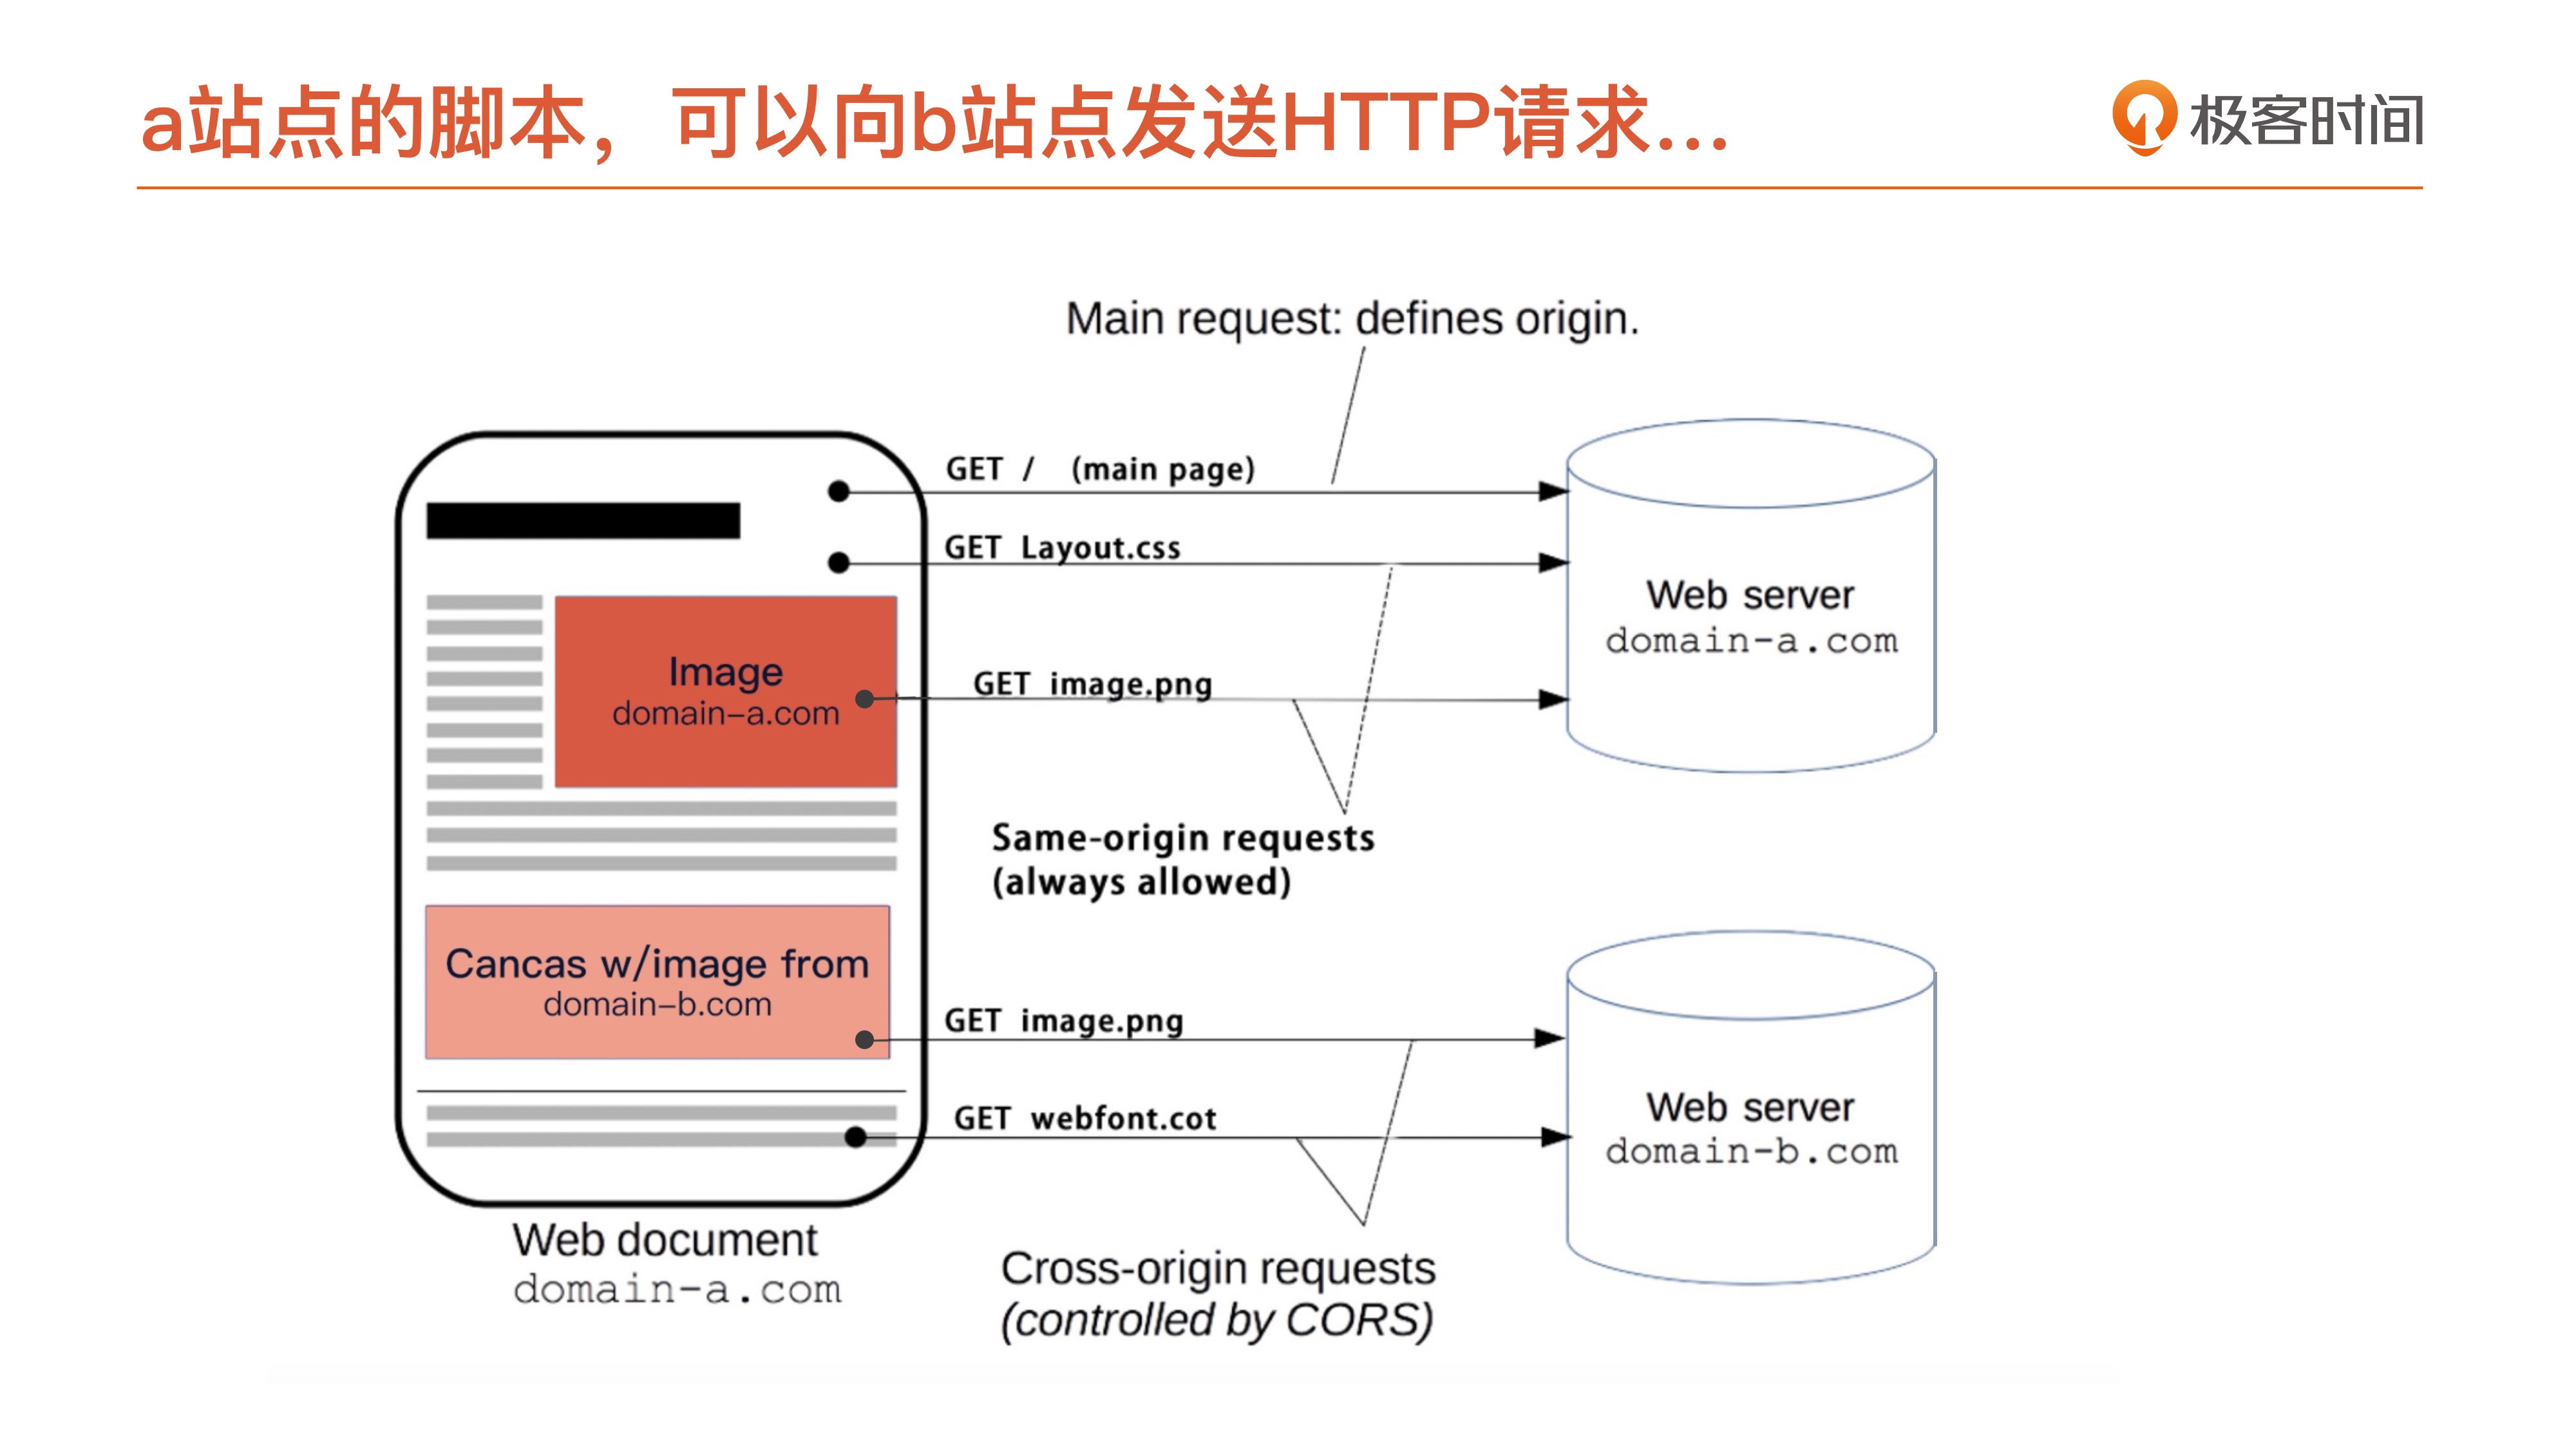 a站点的脚本，可以向b站点发送HTTP请求...
极客时间
Main request: defines origin.
GET / (main page)
GET Layout.css
Web server
domain-a.com
Image
domain-a.com
GET image.png
Same-origin requests
(always allowed)
Cancas w/image from
domain-b.com
GET image.png
GET webfont.cot
Web server
domain-b.com
Web document
domain-a.com
Cross-origin requests
(controlled by CORS)